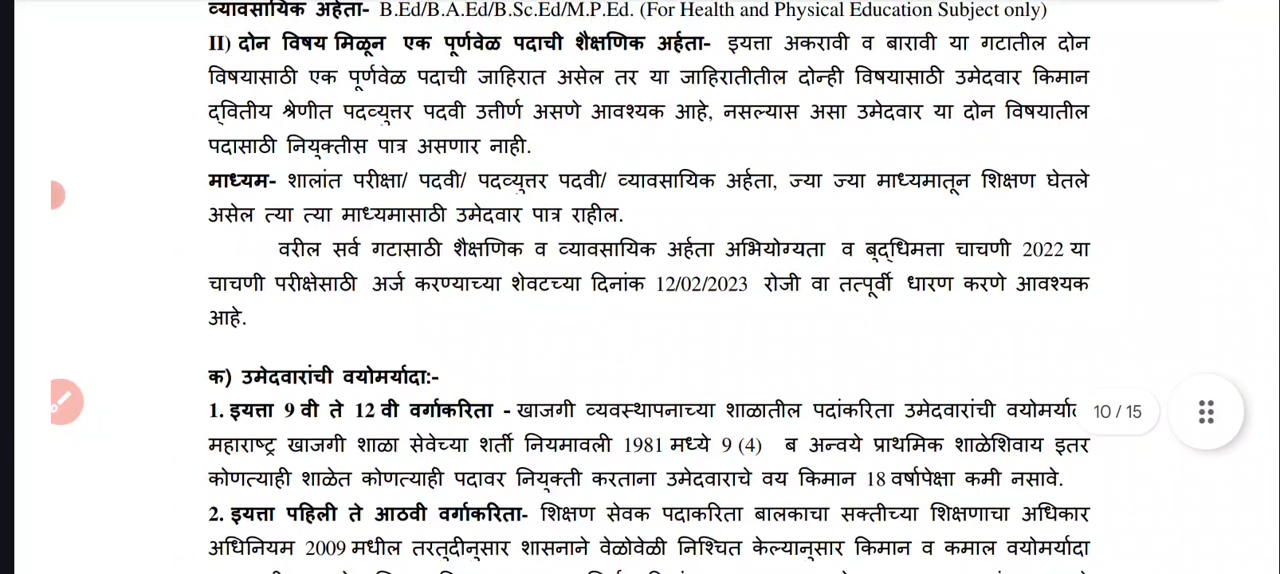 व्यावसायिक अर्हता- B.Ed/B.A.Ed/B.Sc.Ed/M.P.Ed. (For Health and Physical Education Subject only)
II) दोन विषय मिळून एक पूर्णवेळ पदाची शैक्षणिक अर्हता- इयत्ता अकरावी व बारावी या गटातील दोन
विषयासाठी एक पूर्णवेळ पदाची जाहिरात असेल तर या जाहिरातीतील दोन्ही विषयासाठी उमेदवार किमान
द्वितीय श्रेणीत पदव्युत्तर पदवी उत्तीर्ण असणे आवश्यक आहे, नसल्यास असा उमेदवार या दोन विषयातील
पदासाठी नियुक्तीस पात्र असणार नाही.
माध्यम- शालांत परीक्षा/ पदवी/ पदव्युत्तर पदवी/ व्यावसायिक अर्हता, ज्या ज्या माध्यमातून शिक्षण घेतले
असेल त्या त्या माध्यमासाठी उमेदवार पात्र राहील.
वरील सर्व गटासाठी शैक्षणिक व व्यावसायिक अर्हता अभियोग्यता व बुद्धिमत्ता चाचणी 2022 या
चाचणी परीक्षेसाठी अर्ज करण्याच्या शेवटच्या दिनांक 12/02/2023 रोजी वा तत्पूर्वी धारण करणे आवश्यक
आहे.
क) उमेदवारांची वयोमर्यादा:-
1. इयत्ता 9 वी ते 12 वी वर्गाकरिता - खाजगी व्यवस्थापनाच्या शाळातील पदांकरिता उमेदवारांची
10 / 15
महाराष्ट्र खाजगी शाळा सेवेच्या शर्ती नियमावली 1981 मध्ये 9 (4) ब अन्वये प्राथमिक शाळेशिवाय इतर
कोणत्याही शाळेत कोणत्याही पदावर नियुक्ती करताना उमेदवाराचे वय किमान 18 वर्षापेक्षा कमी नसावे.
2. इयत्ता पहिली ते आठवी वर्गाकरिता- शिक्षण सेवक पदाकरिता बालकाचा सक्तीच्या शिक्षणाचा अधिकार
अधिनियम 2009 मधील तरतुदीनुसार शासनाने वेळोवेळी निश्चित केल्यानुसार किमान व कमाल वयोमर्यादा